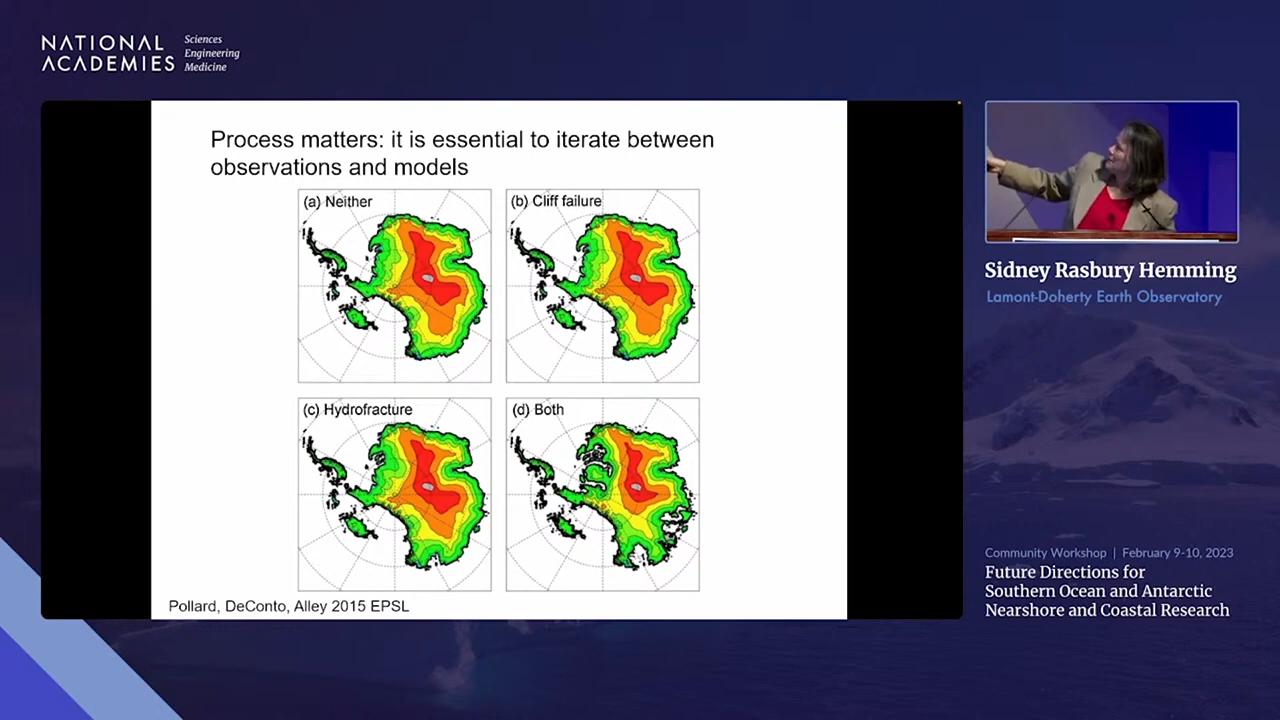 NATIONAL ACADEMIES
Sciences
Engineering
Medicine
Process matters: it is essential to iterate between
observations and models
(a) Neither
(b) Cliff failure
(c) Hydrofracture
(d) Both
Pollard, DeConto, Alley 2015 EPSL
Sidney Rasbury Hemming
Lamont-Doherty Earth Observatory
Community Workshop | February 9-10, 2023
Future Directions for
Southern Ocean and Antarctic
Nearshore and Coastal Research